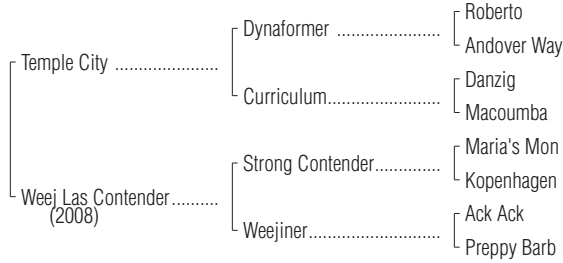 Roberto
Dynaformer ....................
Andover Way
Temple City ......................
Danzig
Curriculum.......................
Macoumba
Maria's Mon
Strong Contender.............
Kopenhagen
Weej Las Contender..........
(2008)
Ack Ack
Weejiner..........................
Preppy Barb